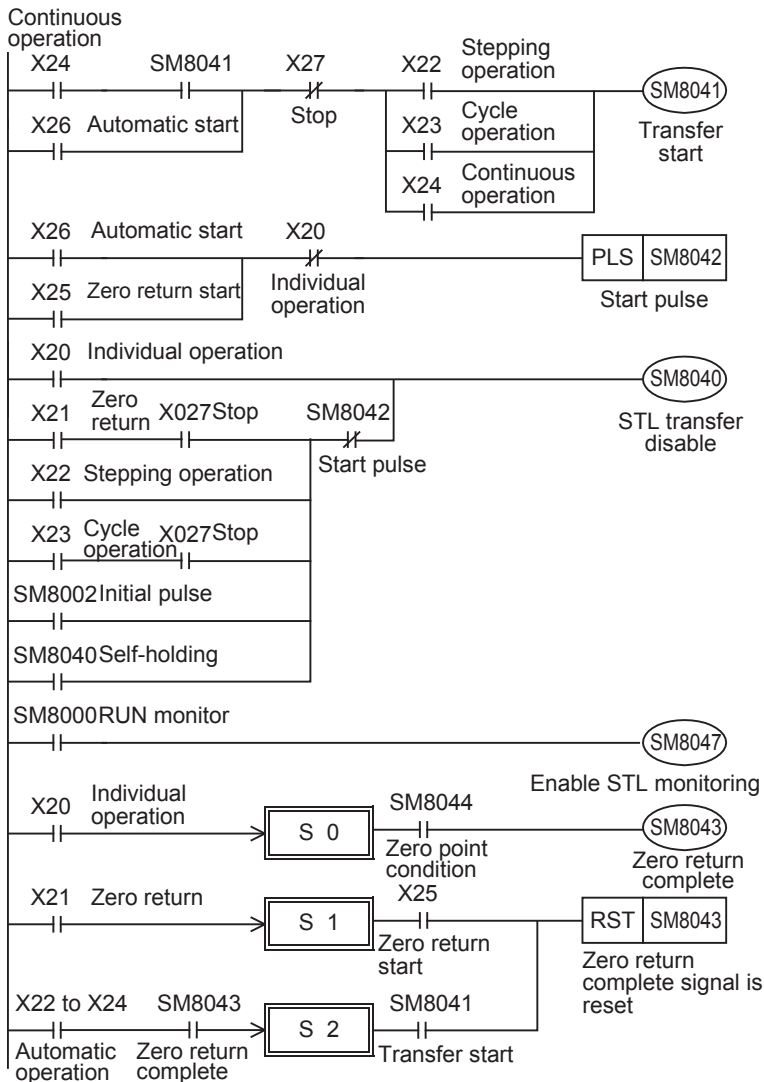 Continuous
operation
X24 SM8041 X27 X22 Stepping
operation
SM8041
Stop
X26 Automatic start X23 Cycle
operation
Transfer
start
X24 Continuous
operation
X26 Automatic start X20
PLS SM8042
X25 Zero return start Individual
operation
Start pulse
X20 Individual operation
SM8040
X21 Zero
return X027Stop SM8042
STL transfer
disable
Start pulse
X22 Stepping operation
X23 Cycle
operation X027Stop
SM8002Initial pulse
SM8040Self-holding
SM8000RUN monitor
SM8047
Enable STL monitoring
X20 Individual
operation
S 0
SM8044
SM8043
Zero point
condition
Zero return
complete
X21 Zero return
S 1
X25
RST SM8043
Zero return
start
Zero return
complete signal is
reset
X22 to X24 SM8043
S 2
SM8041
Automatic
operation
Zero return
complete
Transfer start